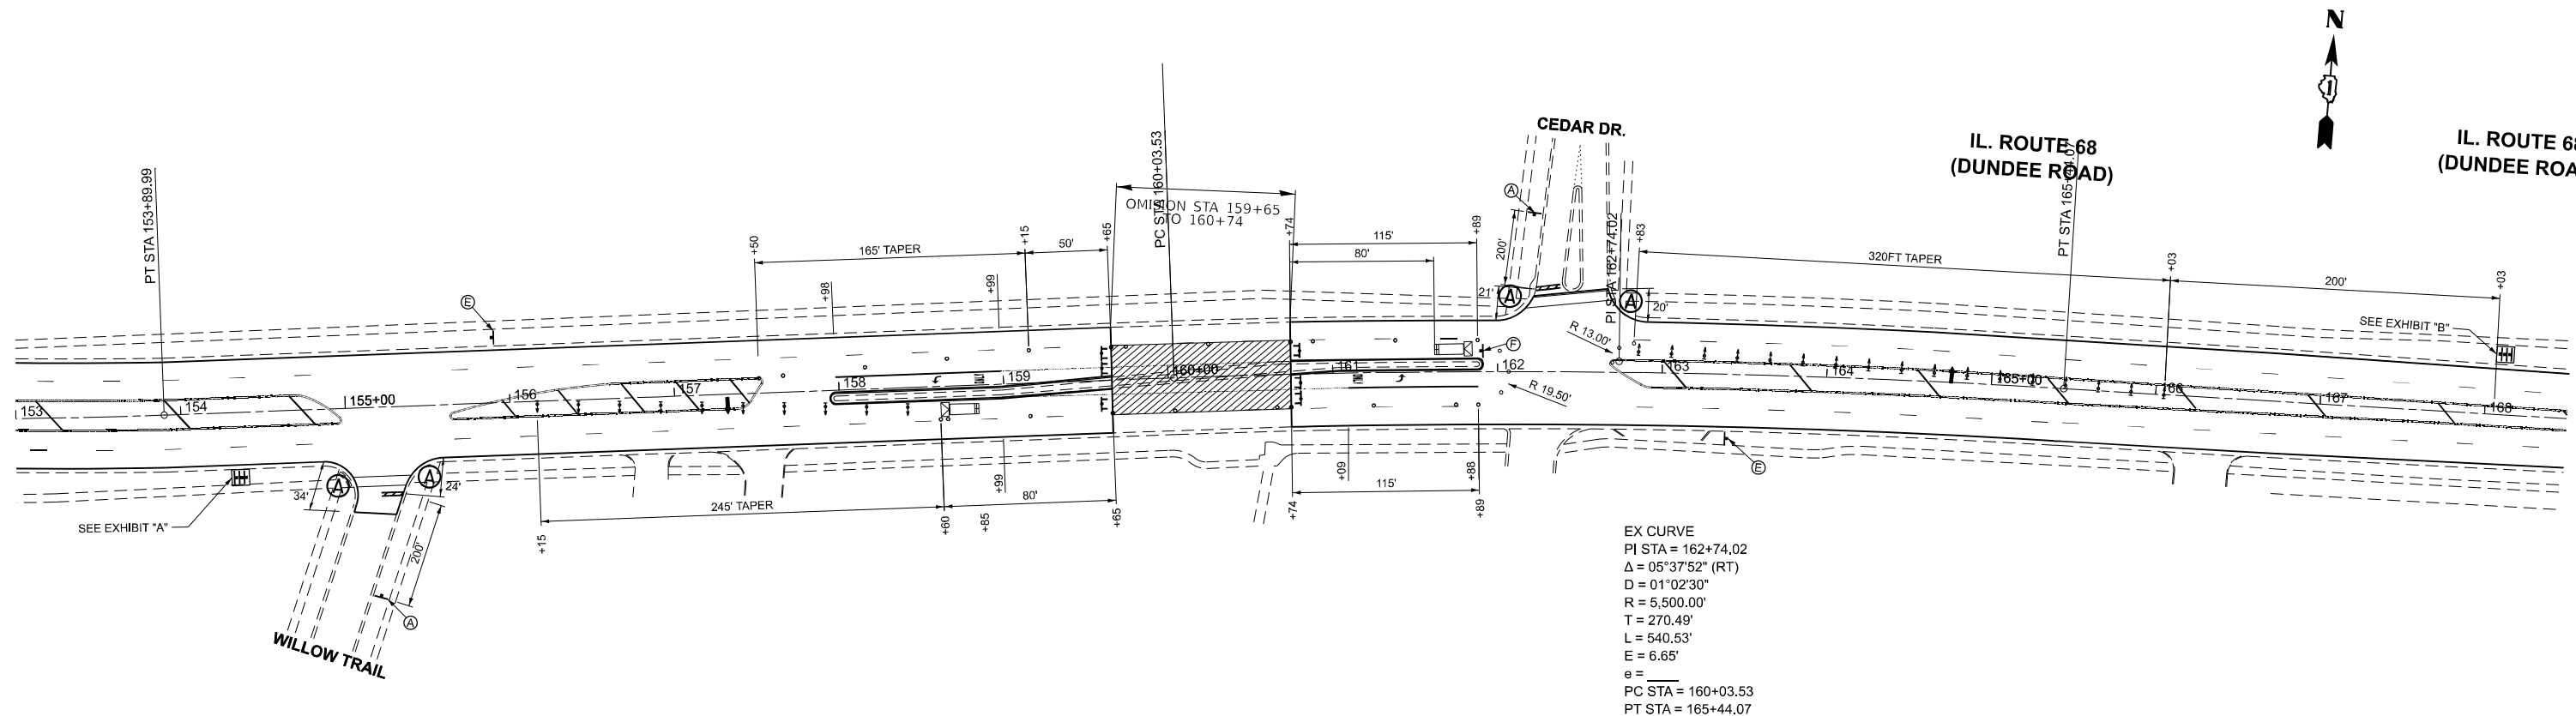 N
CEDAR DR.
IL. ROUTE 68
(DUNDEE ROAD)
IL. ROUTE 68
(DUNDEE ROA
PT STA 153+89.99
PC STA 160+03.53
OMISION STA 159+65
TO 160+74
PI STA 162+74.02
PT STA 165+44.07
+50
165' TAPER
+15
50'
+65
+74
115'
+89
80'
200'
A
+83
320FT TAPER
+03
200'
+03
E
+98
+99
21'
A
A
20'
R 13.00'
F
SEE EXHIBIT "B"
153
154
155+00
156
157
158
159
160+00
161
162
163
164
165+00
166
167
168
R 19.50'
34'
A
A
24'
SEE EXHIBIT "A"
200'
A
WILLOW TRAIL
+15
245' TAPER
+60
+85
+99
80'
+65
+74
+09
115'
+88
+89
E
EX CURVE
PI STA = 162+74.02
Δ = 05°37'52" (RT)
D = 01°02'30"
R = 5,500.00'
T = 270.49'
L = 540.53'
E = 6.65'
e = ____
PC STA = 160+03.53
PT STA = 165+44.07